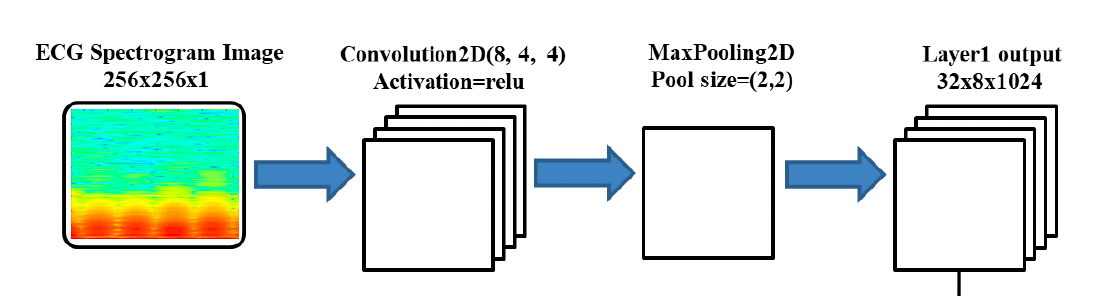 ECG Spectrogram Image
256x256x1
Convolution2D(8, 4, 4)
Activation=relu
MaxPooling2D
Pool size=(2,2)
Layer1 output
32x8x1024